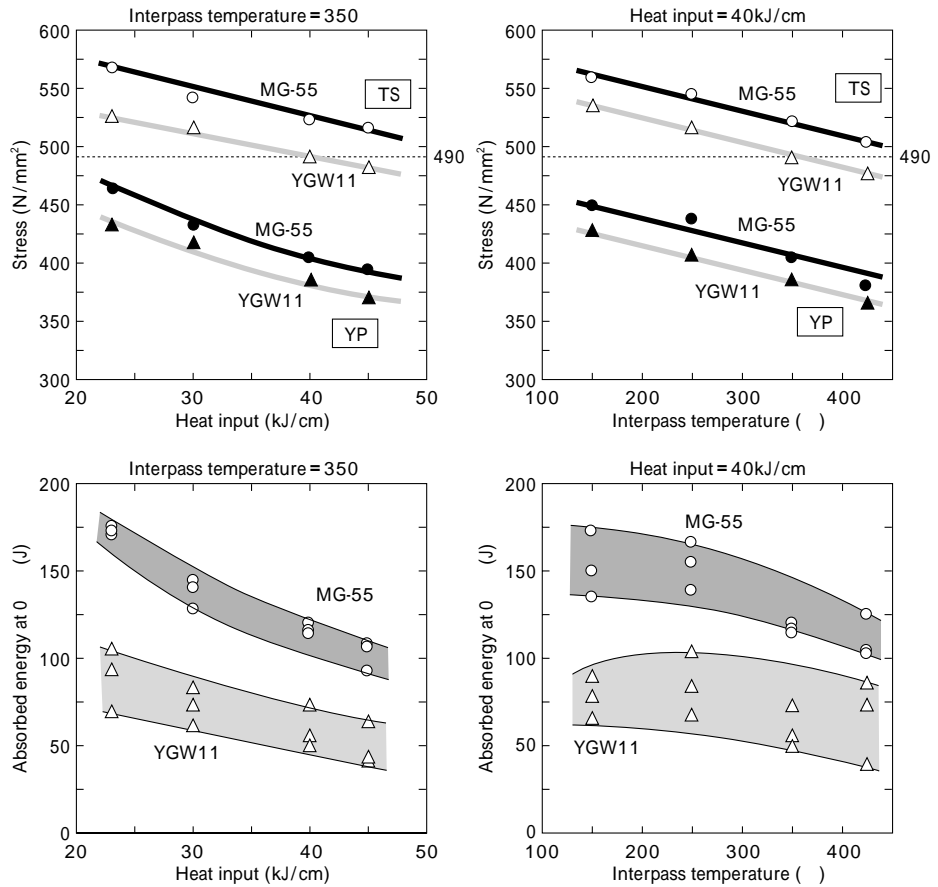 Interpass temperature = 350
600
550
500
450
400
350
300
Stress (N/mm²)
MG-55
TS
490
YGW11
MG-55
YGW11
YP
20 30 40 50
Heat input (kJ/cm)
Heat input = 40kJ/cm
600
550
500
450
400
350
300
Stress (N/mm²)
MG-55
TS
490
YGW11
MG-55
YGW11
YP
100 200 300 400
Interpass temperature ( )
Interpass temperature = 350
200
150
100
50
0
Absorbed energy at 0 (J)
MG-55
YGW11
20 30 40 50
Heat input (kJ/cm)
Heat input = 40kJ/cm
200
150
100
50
0
Absorbed energy at 0 (J)
MG-55
YGW11
100 200 300 400
Interpass temperature ( )